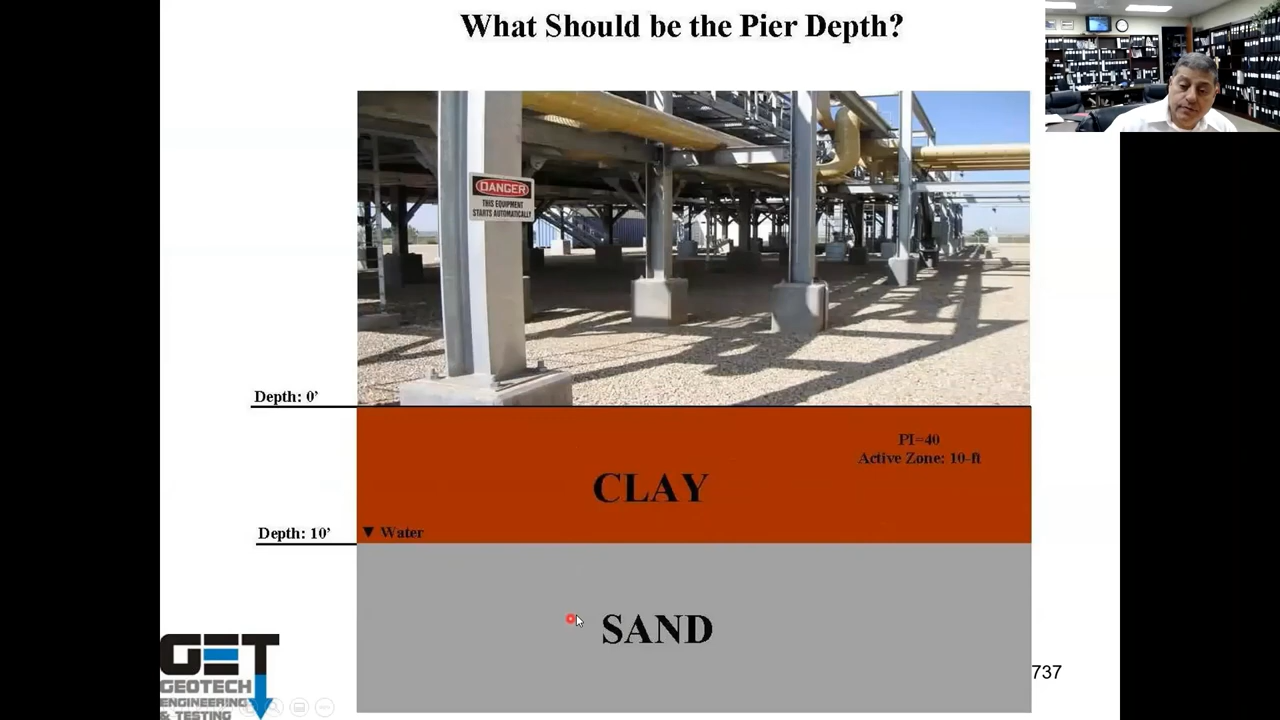 What Should be the Pier Depth?
DANGER
THIS EQUIPMENT
STARTS AUTOMATICALLY
Depth: 0'
PI=40
Active Zone: 10-ft
CLAY
Depth: 10'
▼ Water
SAND
GET
GEOTECH
ENGINEERING
& TESTING
737